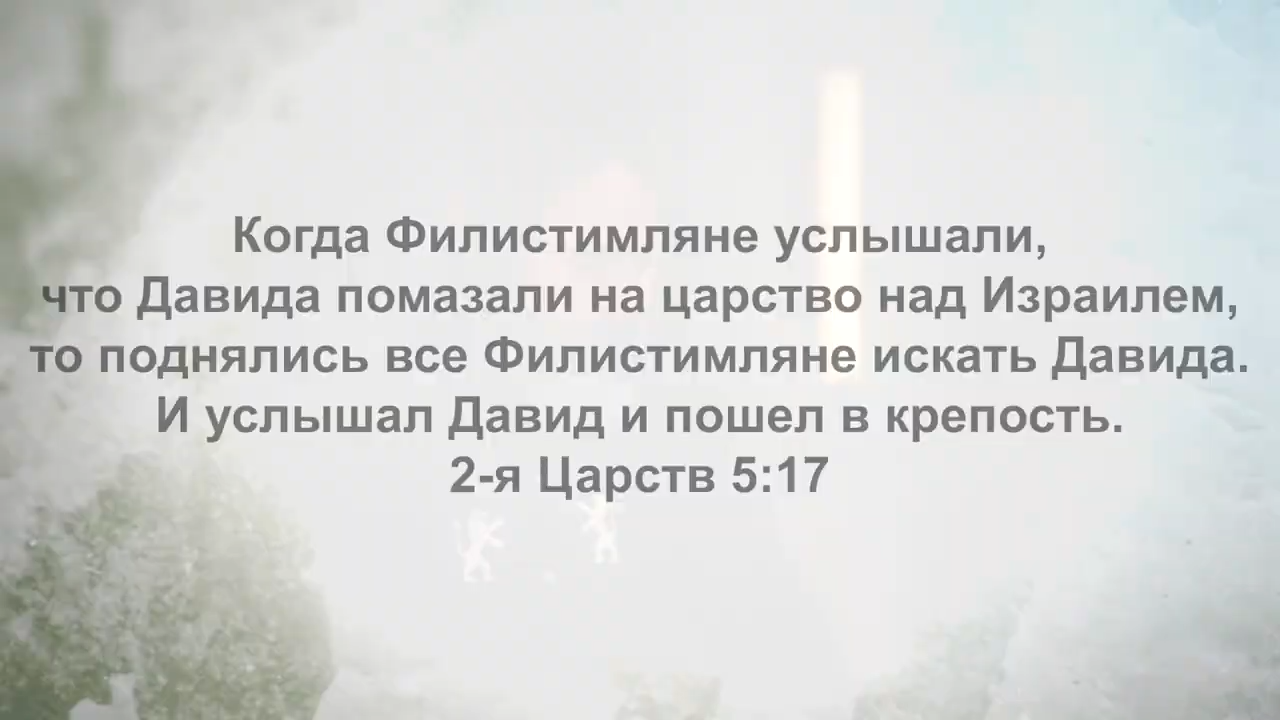 Когда Филистимляне услышали,
что Давида помазали на царство над Израилем,
то поднялись все Филистимляне искать Давида.
И услышал Давид и пошел в крепость.
2-я Царств 5:17